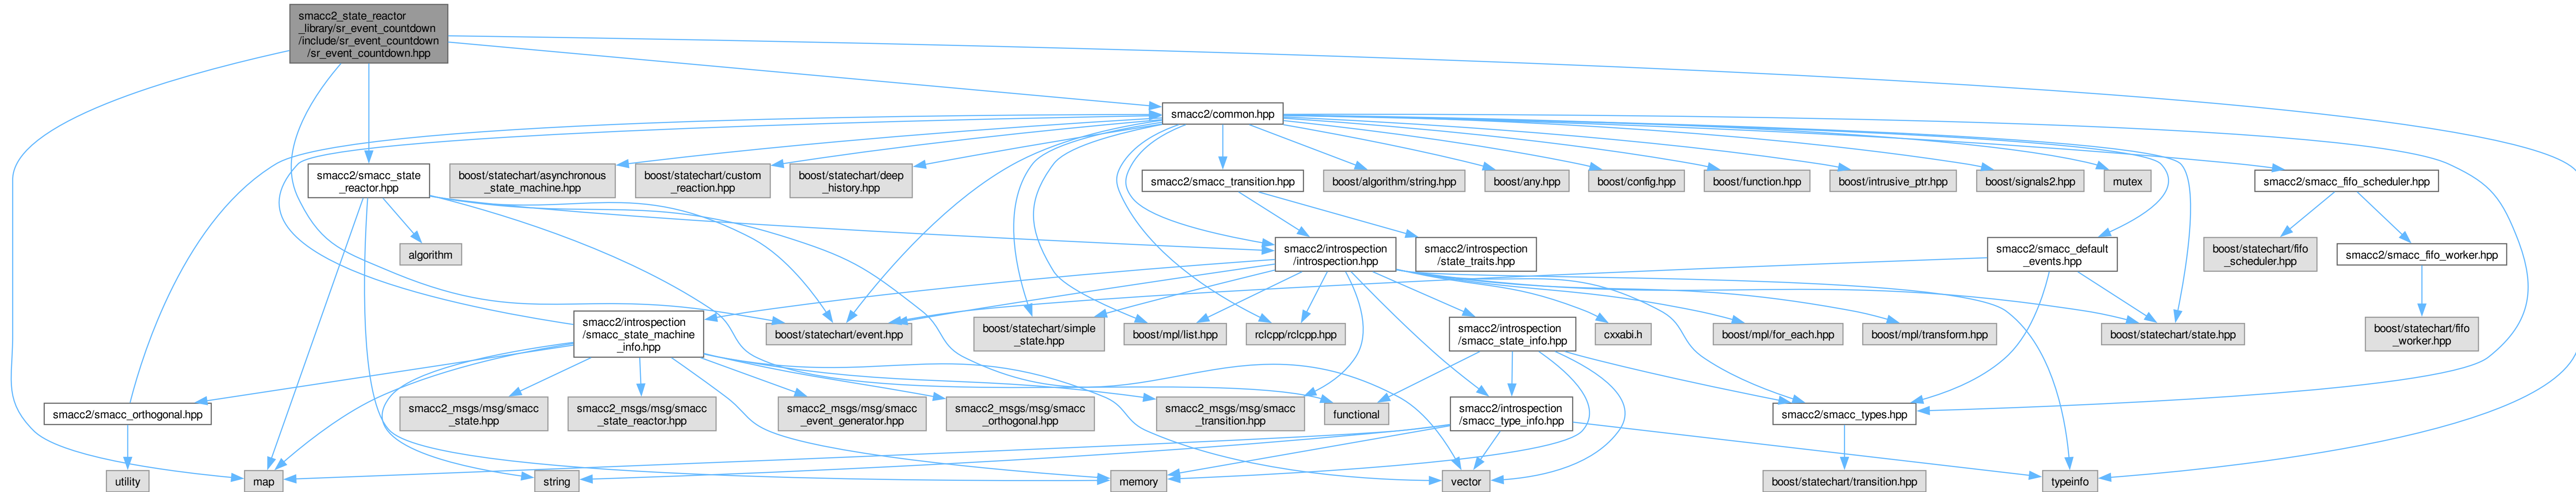 smacc2_state_reactor
_library/sr_event_countdown
/include/sr_event_countdown
/sr_event_countdown.hpp
smacc2/common.hpp
smacc2/smacc_state
_reactor.hpp
boost/statechart/asynchronous
_state_machine.hpp
boost/statechart/custom
_reaction.hpp
boost/statechart/deep
_history.hpp
smacc2/smacc_transition.hpp
boost/algorithm/string.hpp
boost/any.hpp
boost/config.hpp
boost/function.hpp
boost/intrusive_ptr.hpp
boost/signals2.hpp
mutex
smacc2/smacc_fifo_scheduler.hpp
algorithm
smacc2/introspection
/introspection.hpp
smacc2/introspection
/state_traits.hpp
smacc2/smacc_default
_events.hpp
boost/statechart/fifo
_scheduler.hpp
smacc2/smacc_fifo_worker.hpp
smacc2/introspection
/smacc_state_machine
_info.hpp
boost/statechart/event.hpp
boost/statechart/simple
_state.hpp
boost/mpl/list.hpp
rclcpp/rclcpp.hpp
smacc2/introspection
/smacc_state_info.hpp
cxxabi.h
boost/mpl/for_each.hpp
boost/mpl/transform.hpp
boost/statechart/state.hpp
boost/statechart/fifo
_worker.hpp
smacc2/smacc_orthogonal.hpp
smacc2_msgs/msg/smacc
_state.hpp
smacc2_msgs/msg/smacc
_state_reactor.hpp
smacc2_msgs/msg/smacc
_event_generator.hpp
smacc2_msgs/msg/smacc
_orthogonal.hpp
smacc2_msgs/msg/smacc
_transition.hpp
functional
smacc2/introspection
/smacc_type_info.hpp
smacc2/smacc_types.hpp
utility
map
string
memory
vector
boost/statechart/transition.hpp
typeinfo